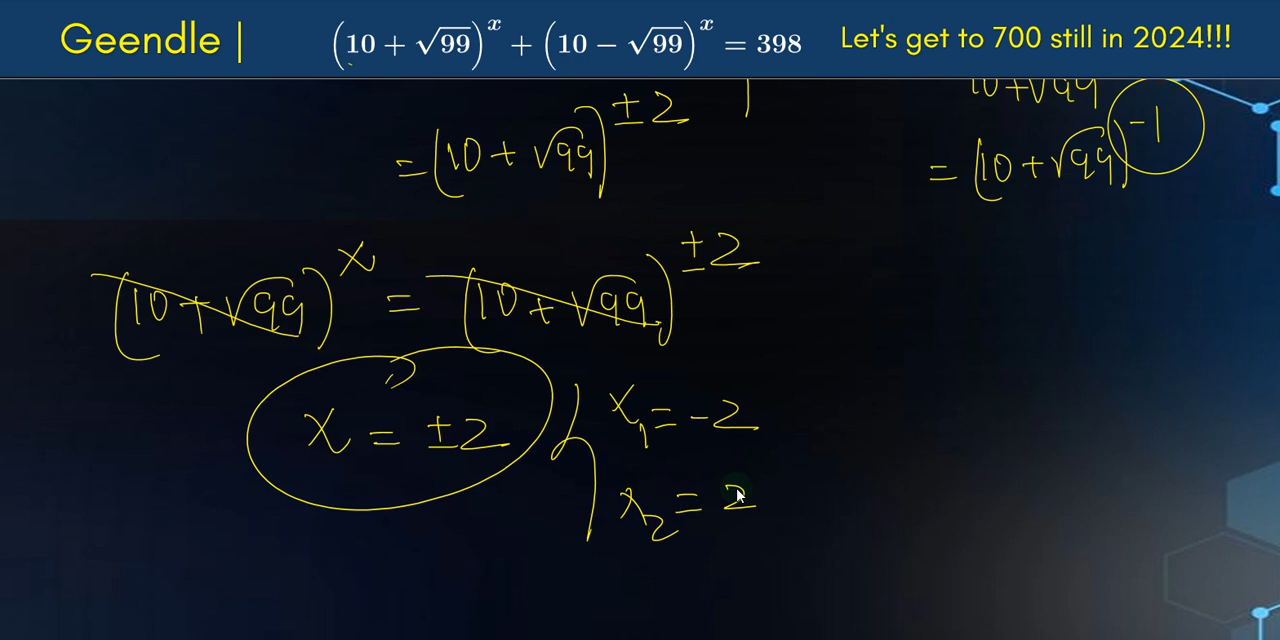 Geendle |
(10 + √99)^x + (10 − √99)^x = 398
Let's get to 700 still in 2024!!!
10 + √99
= (10 + √99)^±2
= (10 + √99)^-1
(10 + √99)^x = (10 + √99)^±2
x = ±2
x₁ = -2
x₂ = 2